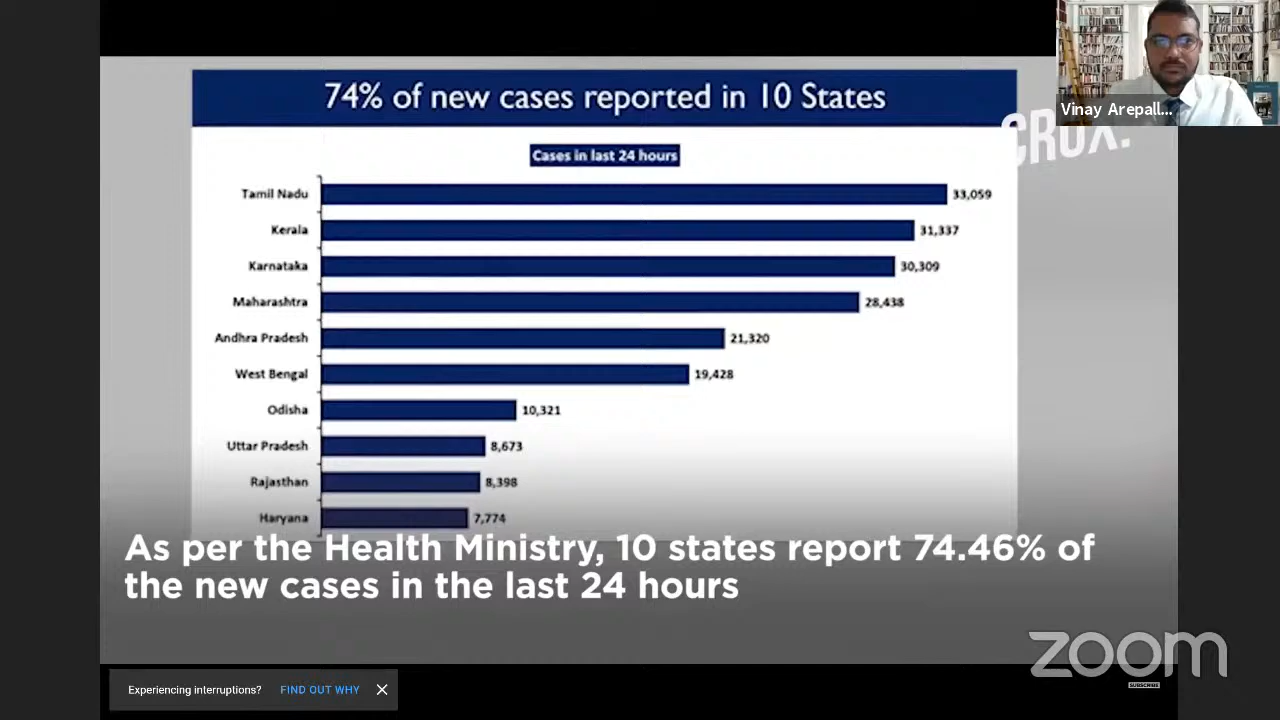 74% of new cases reported in 10 States
CRUX.
Vinay Arepall...
Cases in last 24 hours
Tamil Nadu 33,059
Kerala 31,337
Karnataka 30,309
Maharashtra 28,438
Andhra Pradesh 21,320
West Bengal 19,428
Odisha 10,321
Uttar Pradesh 8,673
Rajasthan 8,398
Haryana 7,774
As per the Health Ministry, 10 states report 74.46% of
the new cases in the last 24 hours
zoom
SUBSCRIBE
Experiencing interruptions? FIND OUT WHY